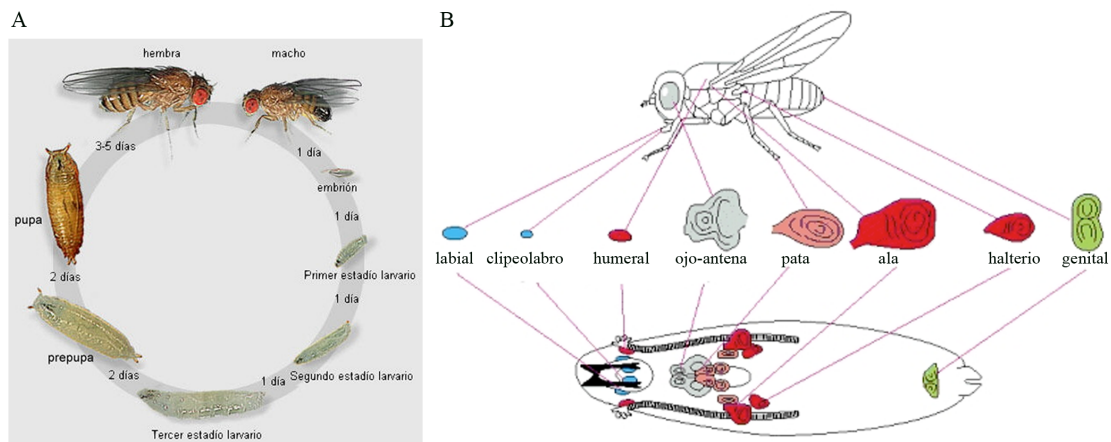 A
hembra
macho
3-5 días
1 día
embrión
pupa
1 día
Primer estadío larvario
2 días
1 día
prepupa
Segundo estadío larvario
2 días
1 día
Tercer estadío larvario
B
labial
clipeolabro
humeral
ojo-antena
pata
ala
halterio
genital